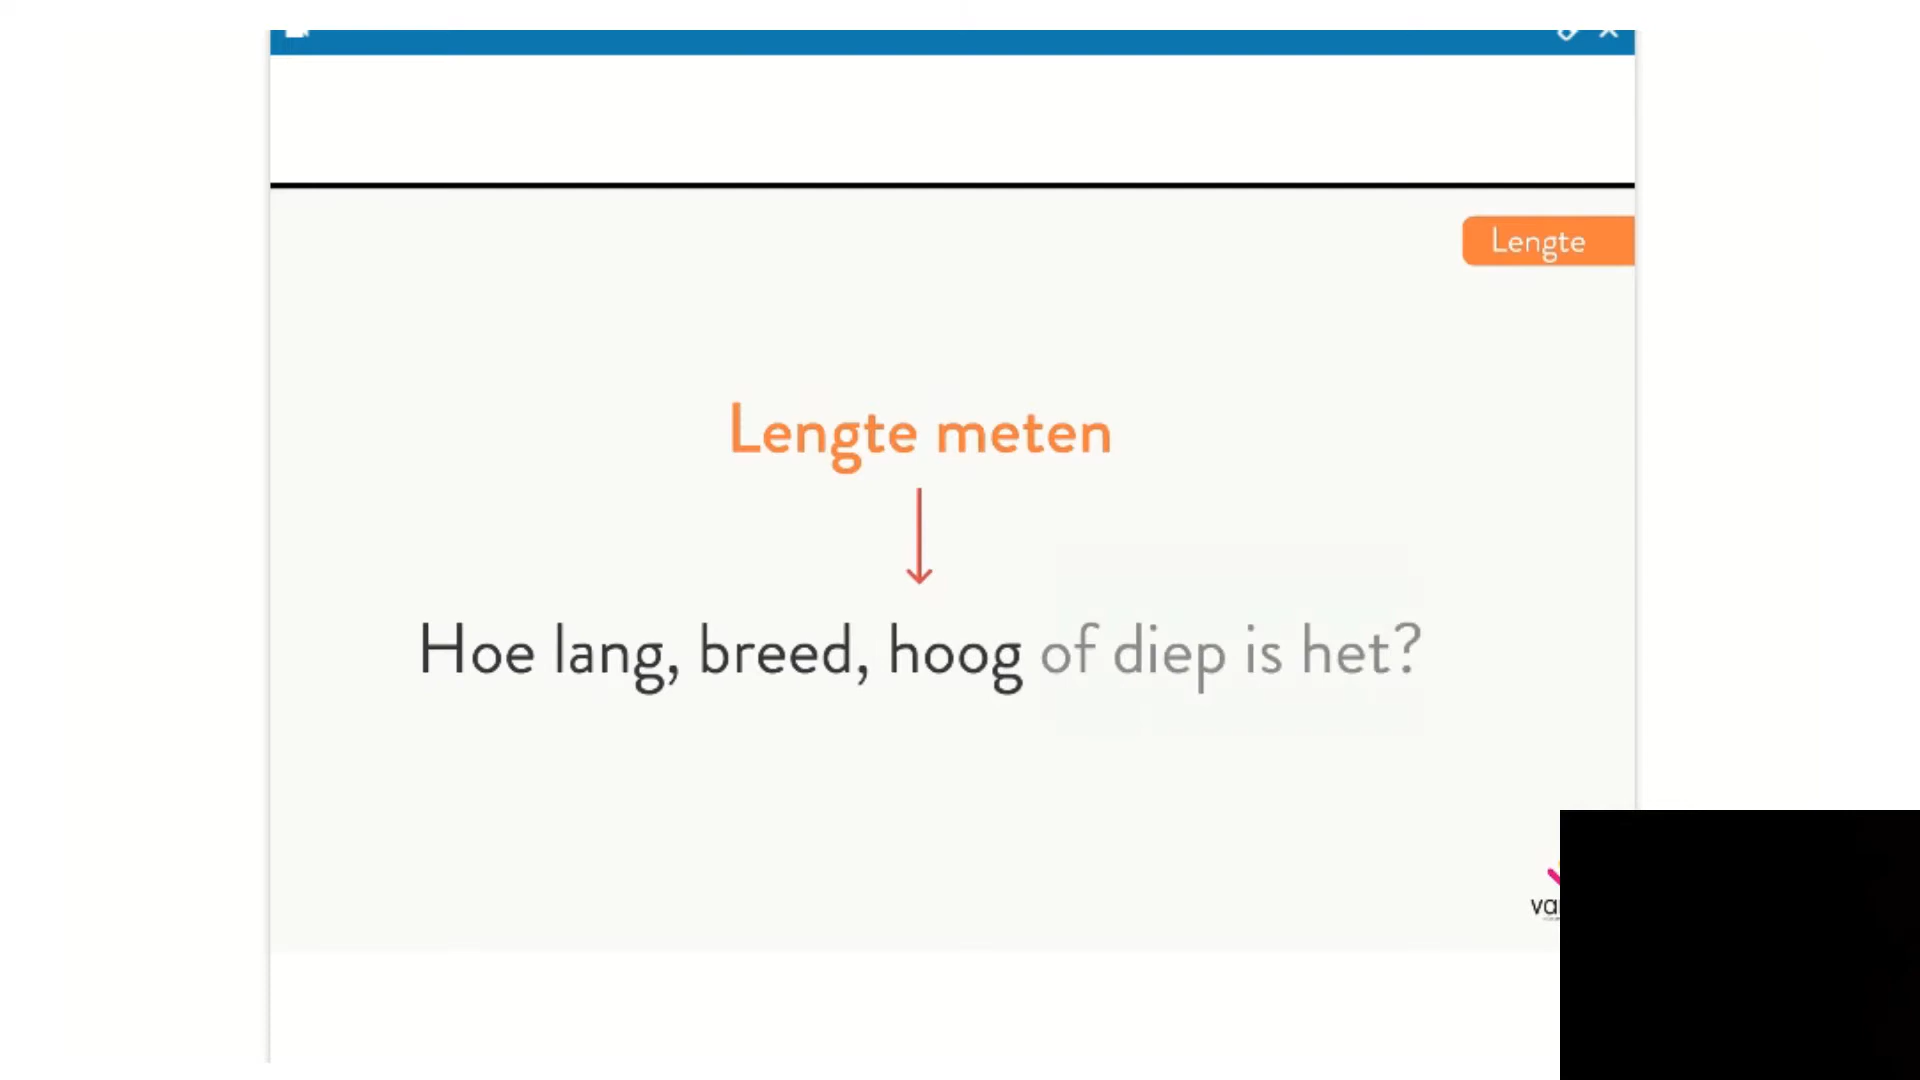 Lengte
Lengte meten
Hoe lang, breed, hoog of diep is het?